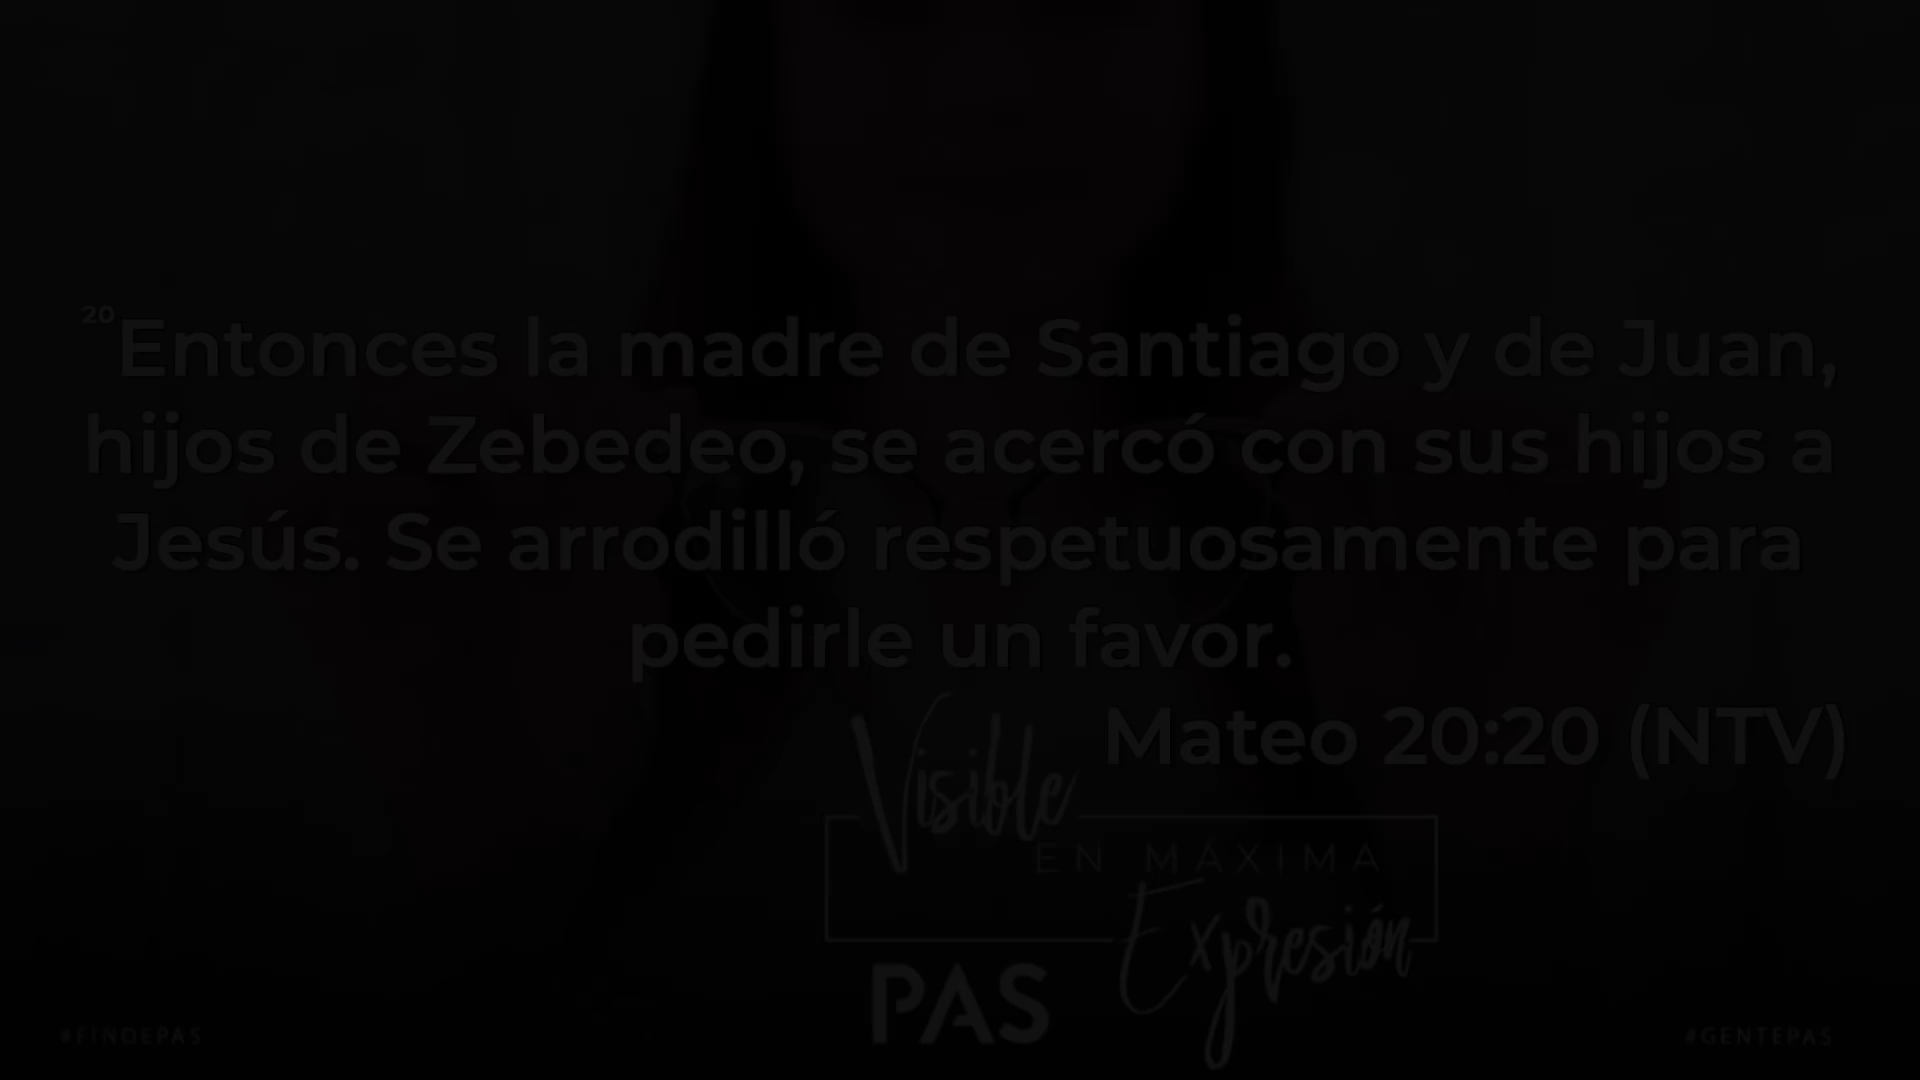 20 Entonces la madre de Santiago y de Juan,
hijos de Zebedeo, se acercó con sus hijos a
Jesús. Se arrodilló respetuosamente para
pedirle un favor.
Mateo 20:20 (NTV)
Visible
EN MÁXIMA
Expresión
PAS
#FINDEPAS
#GENTEPAS